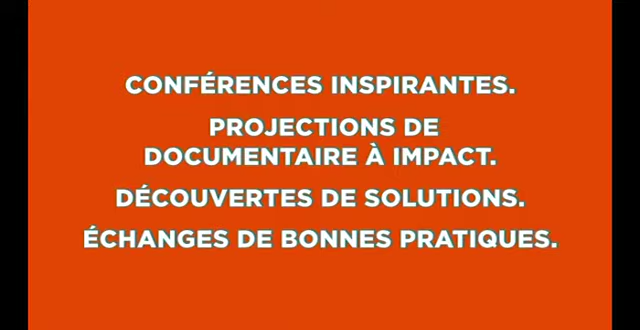 CONFÉRENCES INSPIRANTES.
PROJECTIONS DE
DOCUMENTAIRE À IMPACT.
DÉCOUVERTES DE SOLUTIONS.
ÉCHANGES DE BONNES PRATIQUES.